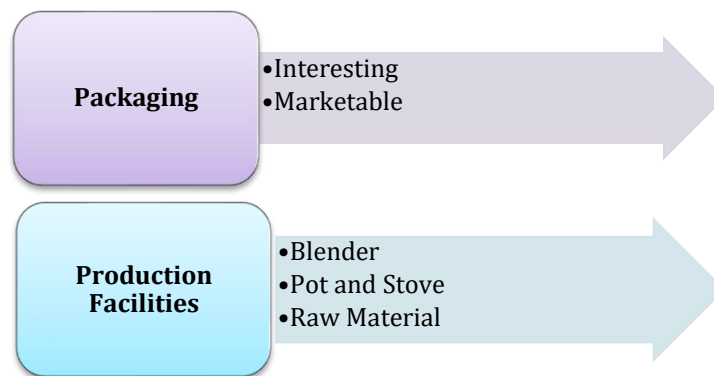 Packaging
•Interesting
•Marketable
Production
Facilities
•Blender
•Pot and Stove
•Raw Material